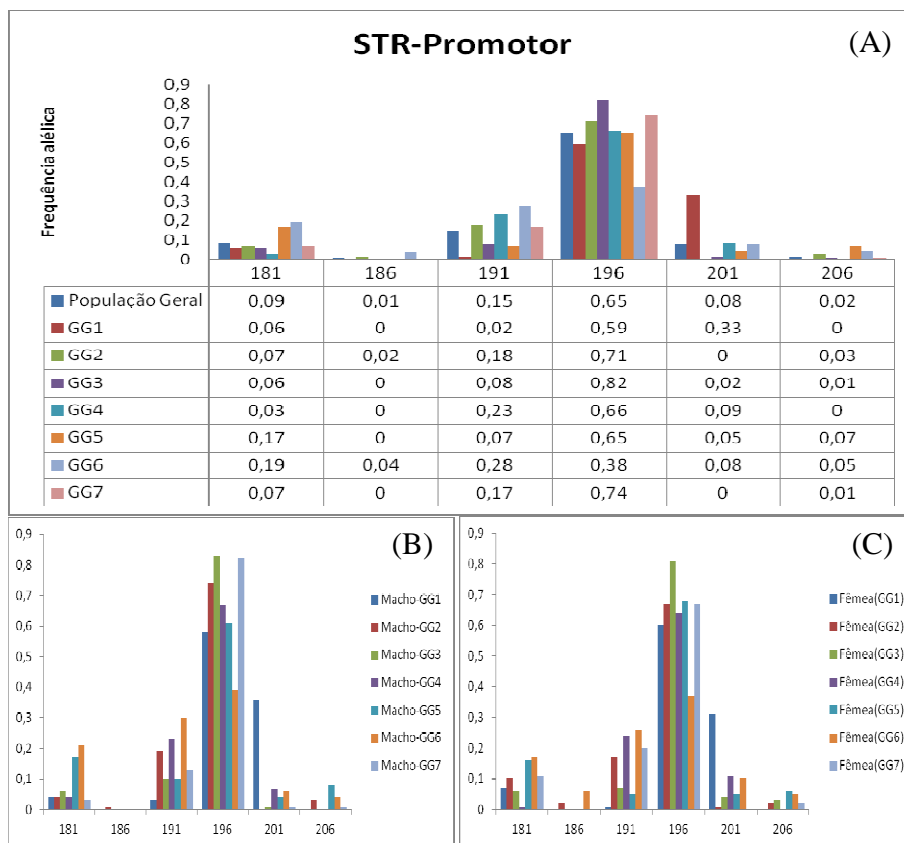 STR-Promotor
(A)
Frequência alélica
0,9
0,8
0,7
0,6
0,5
0,4
0,3
0,2
0,1
0
181 186 191 196 201 206
População Geral 0,09 0,01 0,15 0,65 0,08 0,02
GG1 0,06 0 0,02 0,59 0,33 0
GG2 0,07 0,02 0,18 0,71 0 0,03
GG3 0,06 0 0,08 0,82 0,02 0,01
GG4 0,03 0 0,23 0,66 0,09 0
GG5 0,17 0 0,07 0,65 0,05 0,07
GG6 0,19 0,04 0,28 0,38 0,08 0,05
GG7 0,07 0 0,17 0,74 0 0,01
(B)
0,9
0,8
0,7
0,6
0,5
0,4
0,3
0,2
0,1
0
181 186 191 196 201 206
Macho-GG1
Macho-GG2
Macho-GG3
Macho-GG4
Macho-GG5
Macho-GG6
Macho-GG7
(C)
0,9
0,8
0,7
0,6
0,5
0,4
0,3
0,2
0,1
0
181 186 191 196 201 206
Fêmea(GG1)
Fêmea(GG2)
Fêmea(GG3)
Fêmea(GG4)
Fêmea(GG5)
Fêmea(GG6)
Fêmea(GG7)